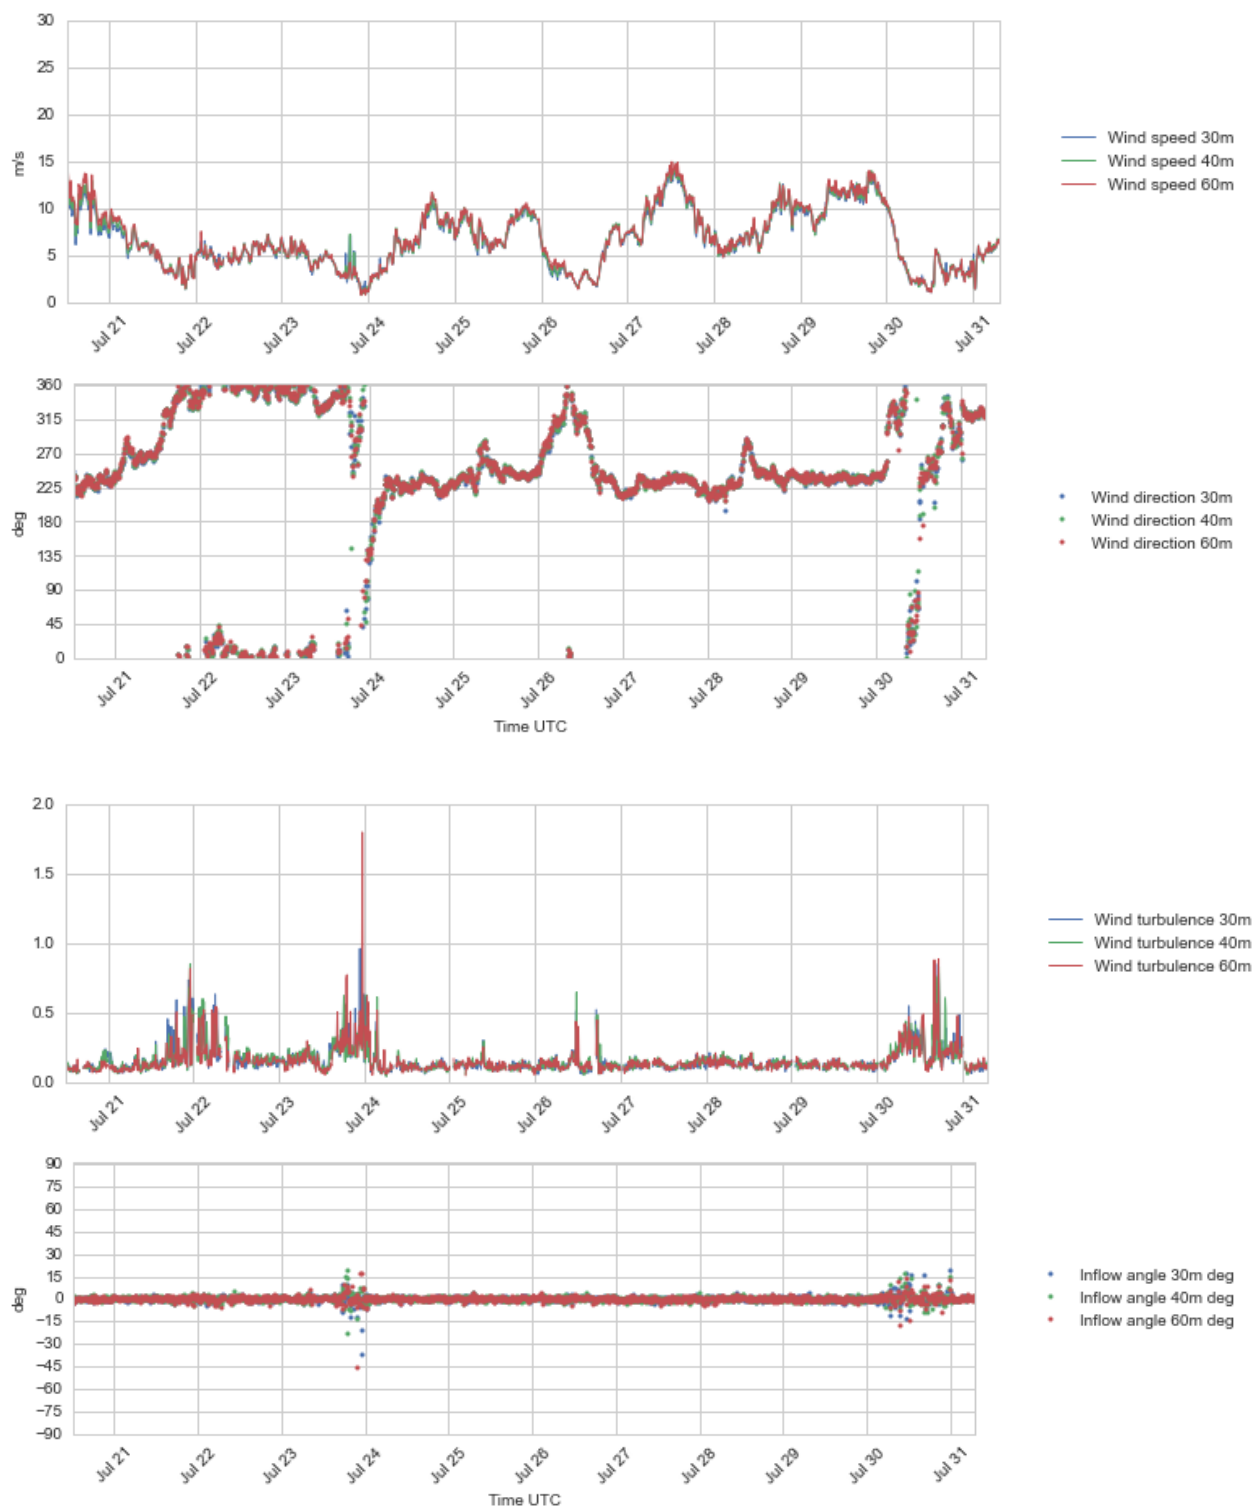 30
25
20
15
10
5
0
m/s
Jul 21
Jul 22
Jul 23
Jul 24
Jul 25
Jul 26
Jul 27
Jul 28
Jul 29
Jul 30
Jul 31
Wind speed 30m
Wind speed 40m
Wind speed 60m
360
315
270
225
180
135
90
45
0
deg
Jul 21
Jul 22
Jul 23
Jul 24
Jul 25
Jul 26
Jul 27
Jul 28
Jul 29
Jul 30
Jul 31
Time UTC
Wind direction 30m
Wind direction 40m
Wind direction 60m
2.0
1.5
1.0
0.5
0.0
Jul 21
Jul 22
Jul 23
Jul 24
Jul 25
Jul 26
Jul 27
Jul 28
Jul 29
Jul 30
Jul 31
Wind turbulence 30m
Wind turbulence 40m
Wind turbulence 60m
90
75
60
45
30
15
0
−15
−30
−45
−60
−75
−90
deg
Jul 21
Jul 22
Jul 23
Jul 24
Jul 25
Jul 26
Jul 27
Jul 28
Jul 29
Jul 30
Jul 31
Time UTC
Inflow angle 30m deg
Inflow angle 40m deg
Inflow angle 60m deg